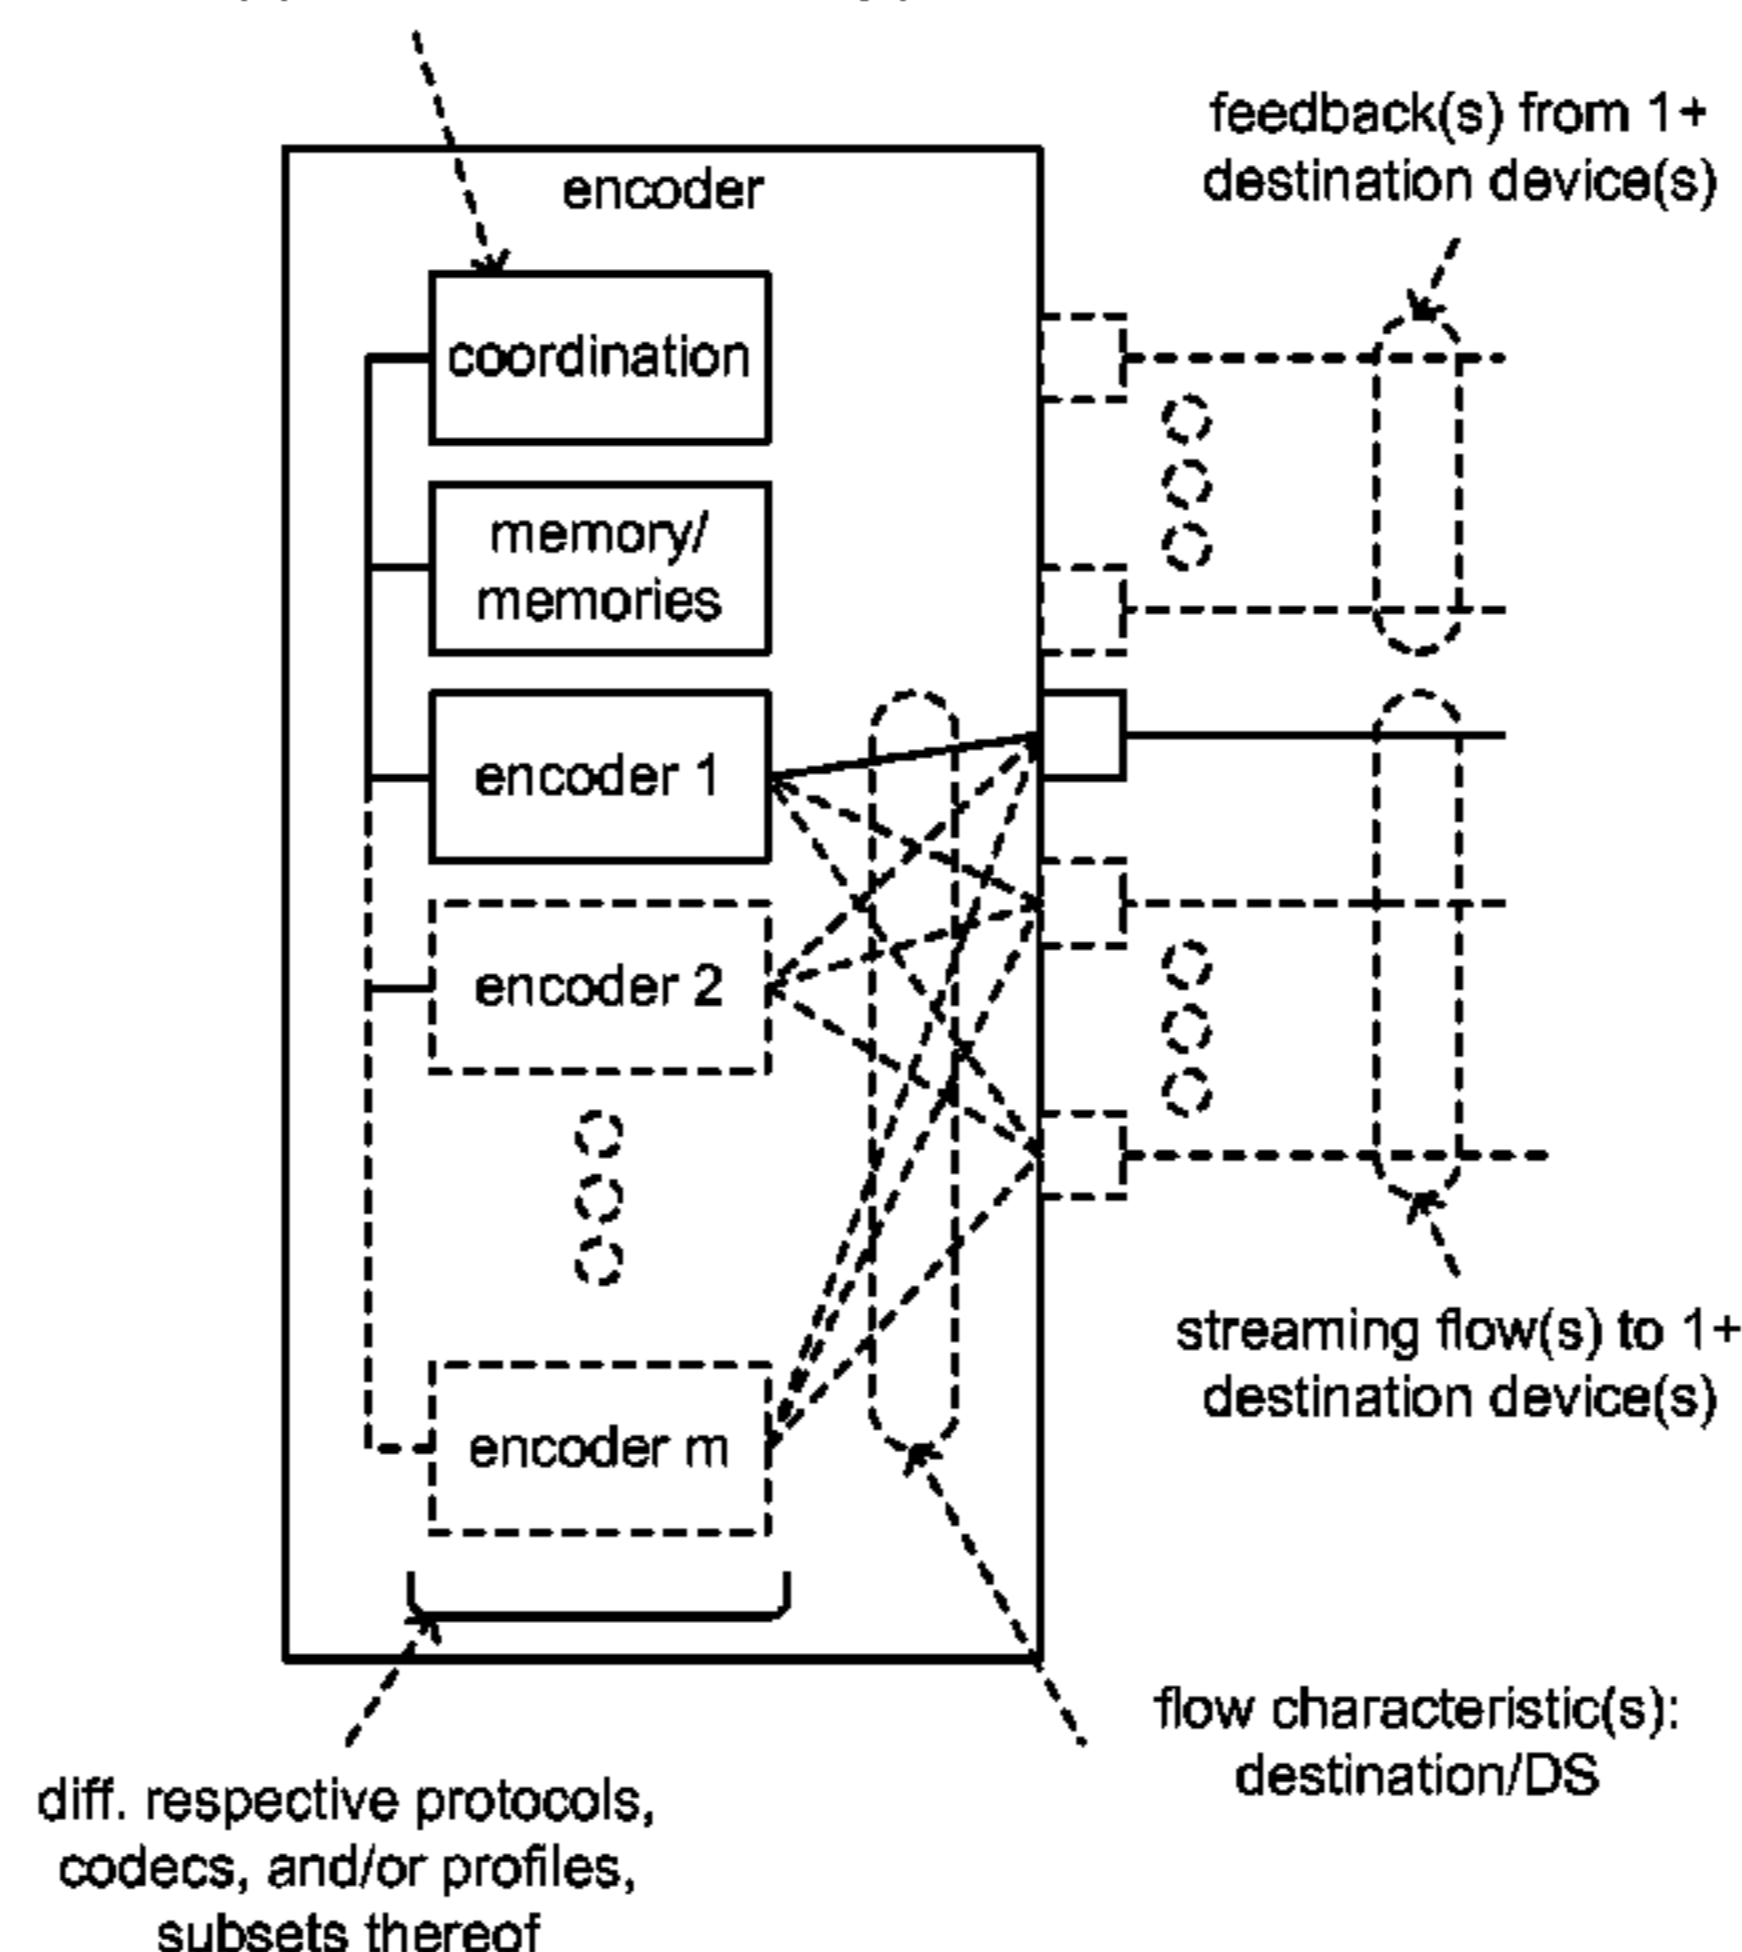 feedback(s) from 1+
destination device(s)
encoder
coordination
memory/
memories
encoder 1
encoder 2
encoder m
streaming flow(s) to 1+
destination device(s)
flow characteristic(s):
destination/DS
diff. respective protocols,
codecs, and/or profiles,
subsets thereof